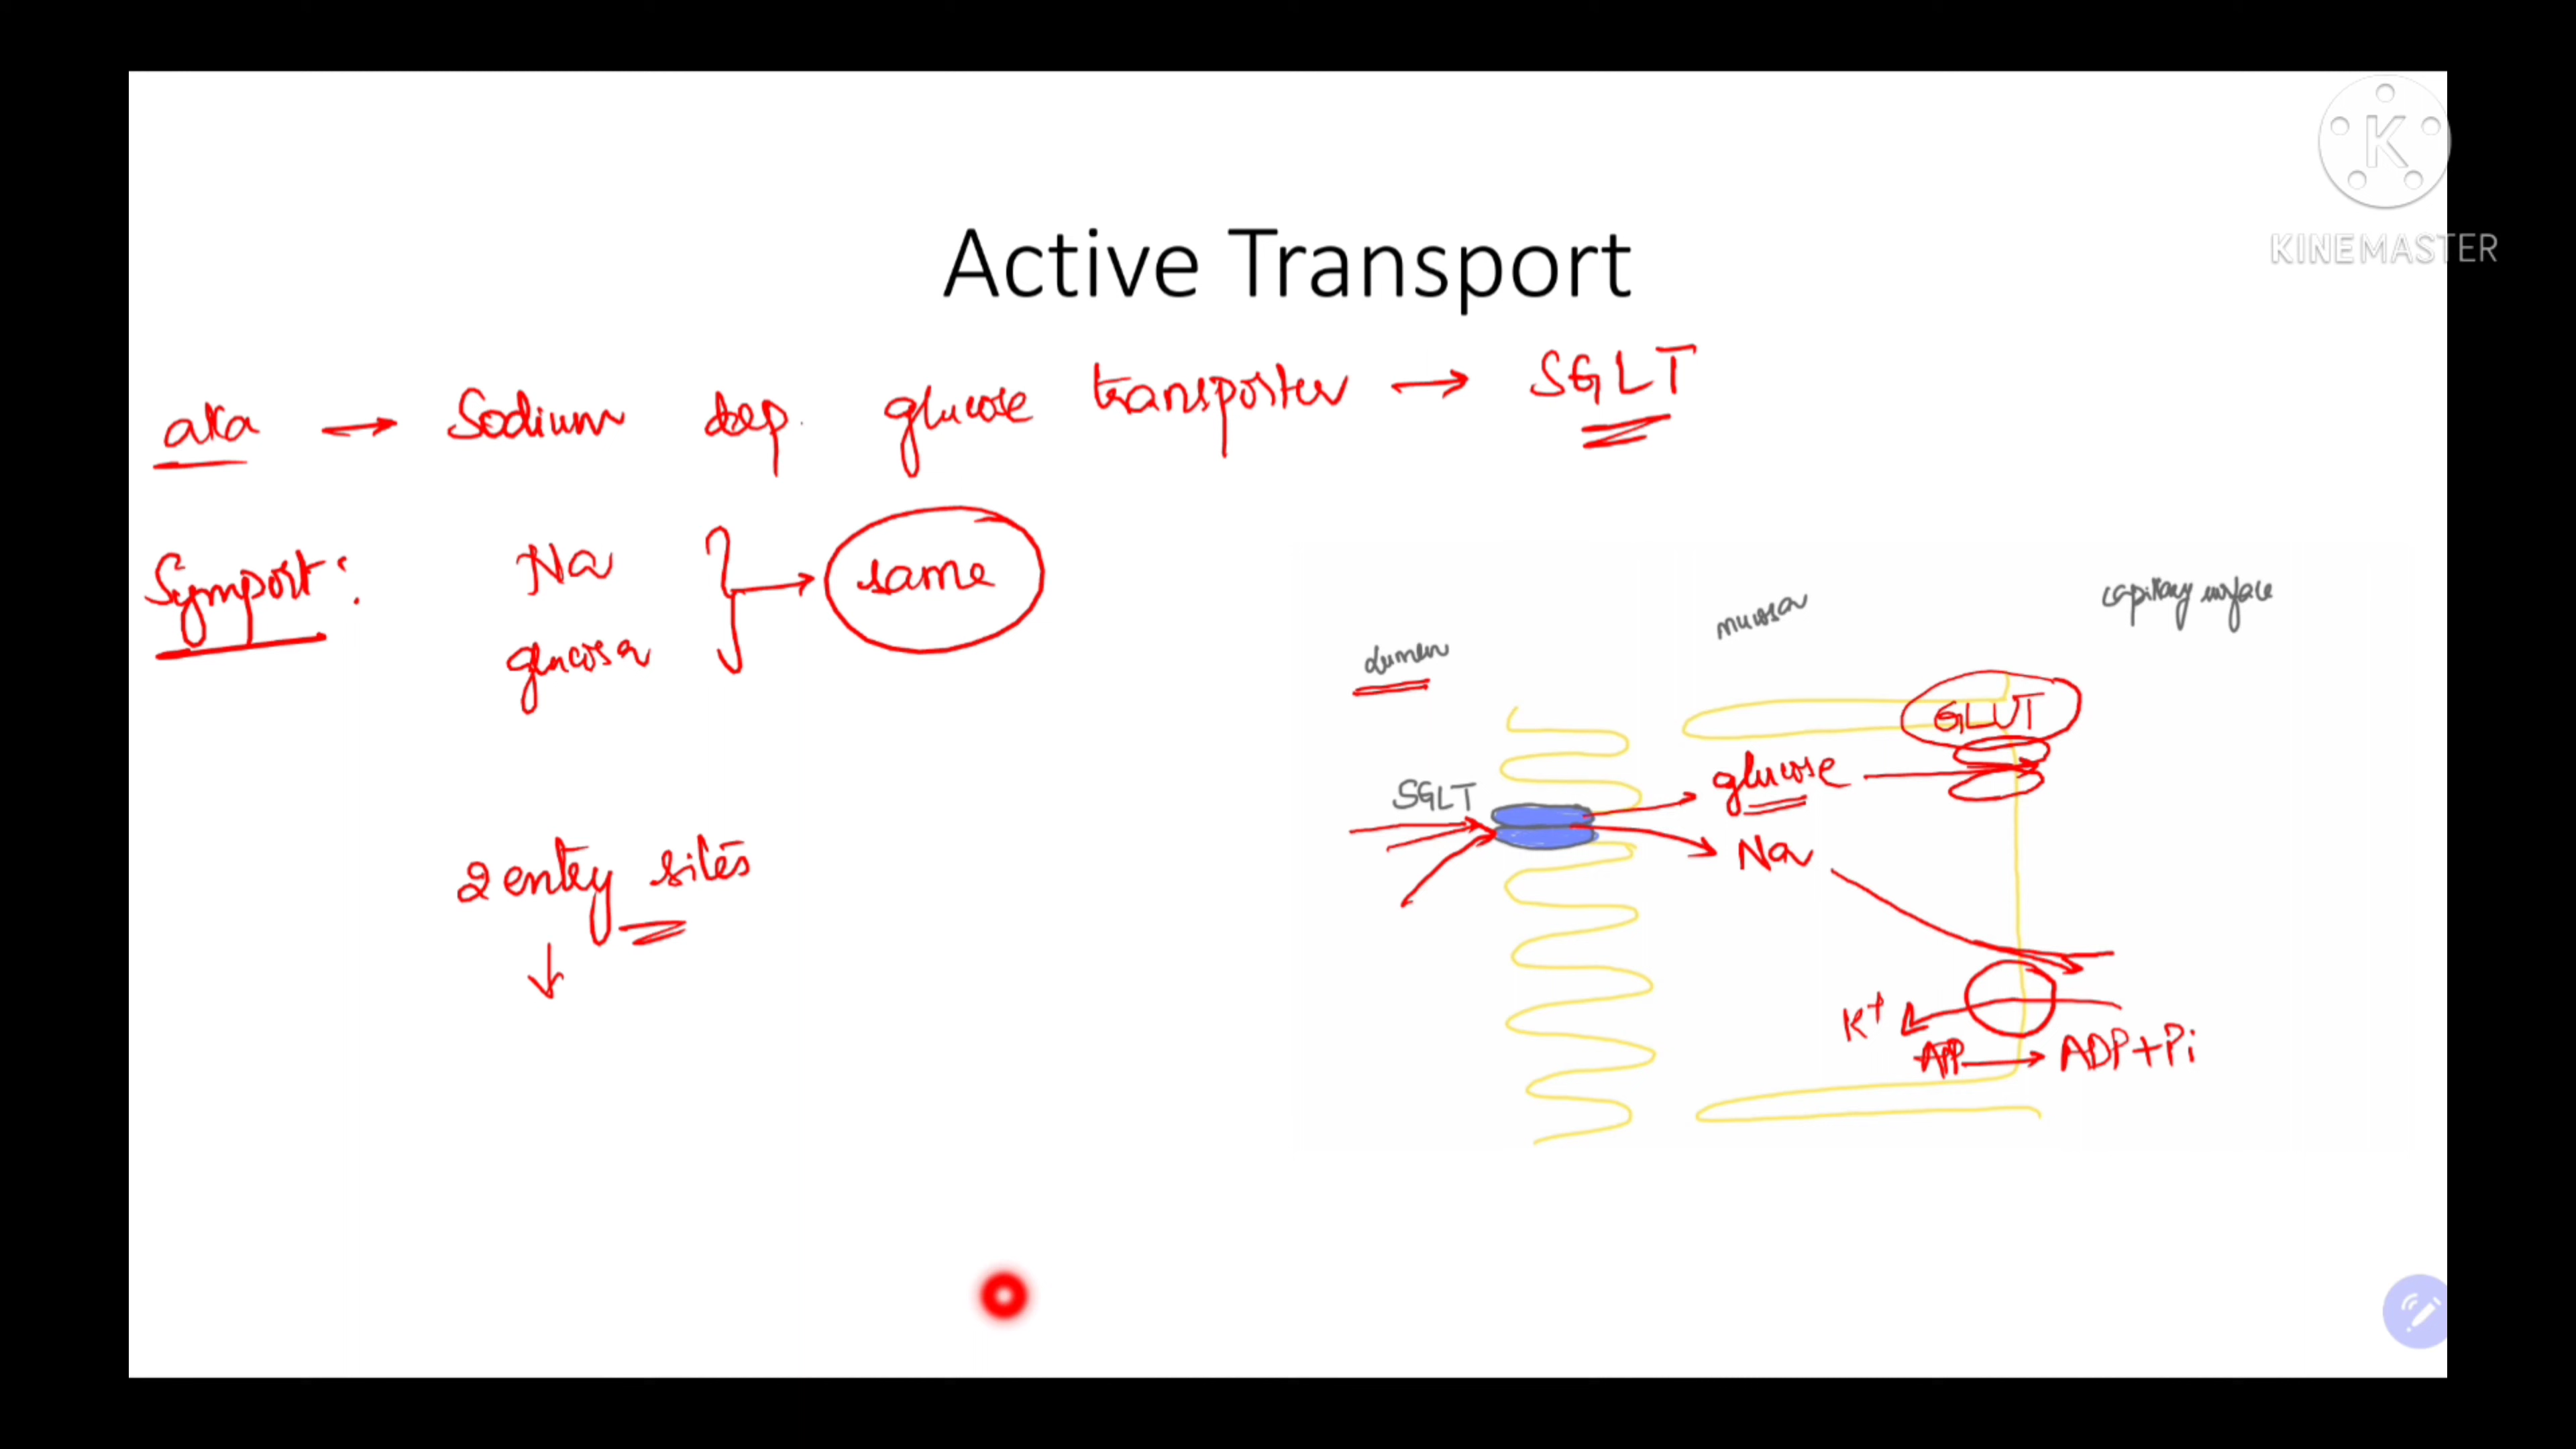 KINEMASTER
Active Transport
aka → Sodium dep. glucose transporter → SGLT
Symport: Na
glucose
same
2 entry sites
↓
lumen
mucosa
capillary surface
GLUT
SGLT
glucose
Na
K+
ATP → ADP+Pi